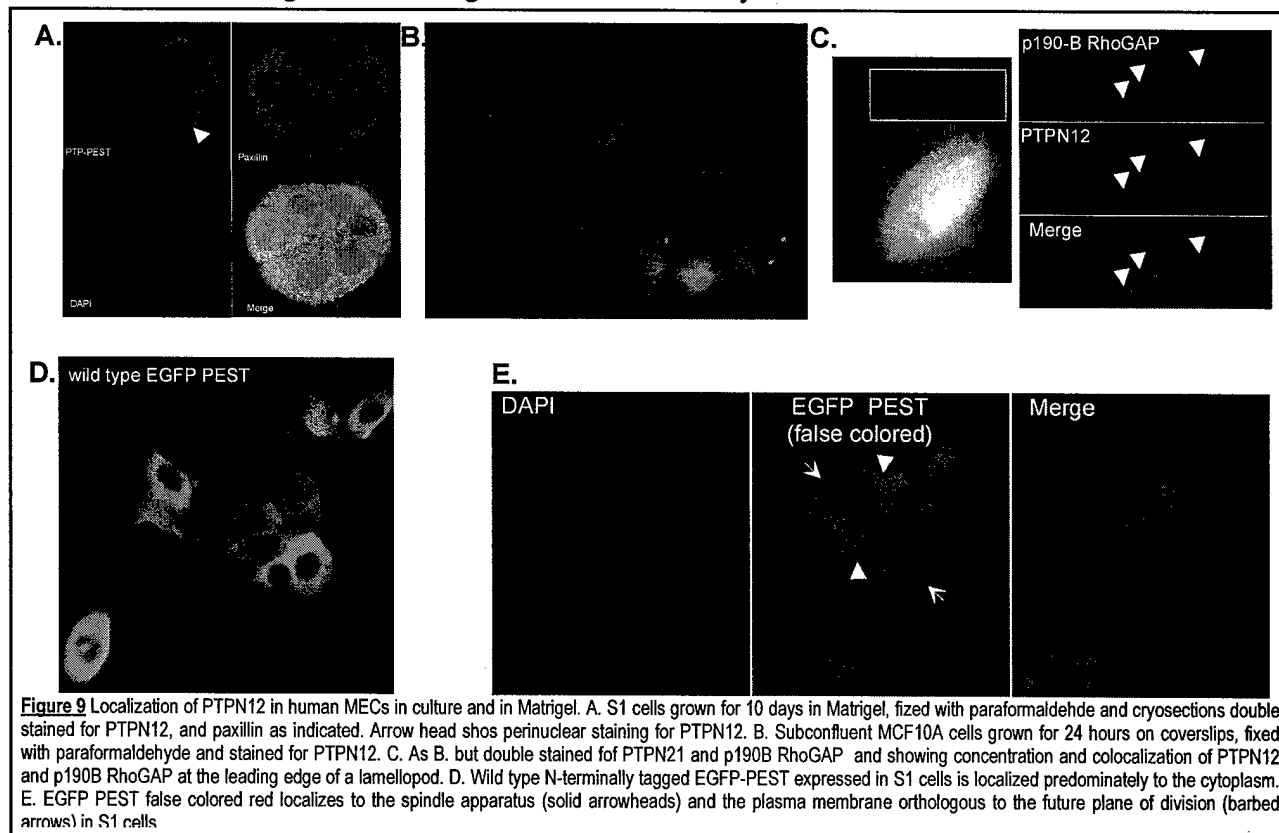 A.
B.
C.
PTP-PEST
Paxillin
DAPI
Merge
p190-B RhoGAP
PTPN12
Merge
D.
wild type EGFP PEST
E.
DAPI
EGFP PEST
(false colored)
Merge
Figure 9 Localization of PTPN12 in human MECs in culture and in Matrigel. A. S1 cells grown for 10 days in Matrigel, fized with paraformaldehde and cryosections double
stained for PTPN12, and paxillin as indicated. Arrow head shos perinuclear staining for PTPN12. B. Subconfluent MCF10A cells grown for 24 hours on coverslips, fixed
with paraformaldehyde and stained for PTPN12. C. As B. but double stained fof PTPN21 and p190B RhoGAP and showing concentration and colocalization of PTPN12
and p190B RhoGAP at the leading edge of a lamellopod. D. Wild type N-terminally tagged EGFP-PEST expressed in S1 cells is localized predominately to the cytoplasm.
E. EGFP PEST false colored red localizes to the spindle apparatus (solid arrowheads) and the plasma membrane orthologous to the future plane of division (barbed
arrows) in S1 cells